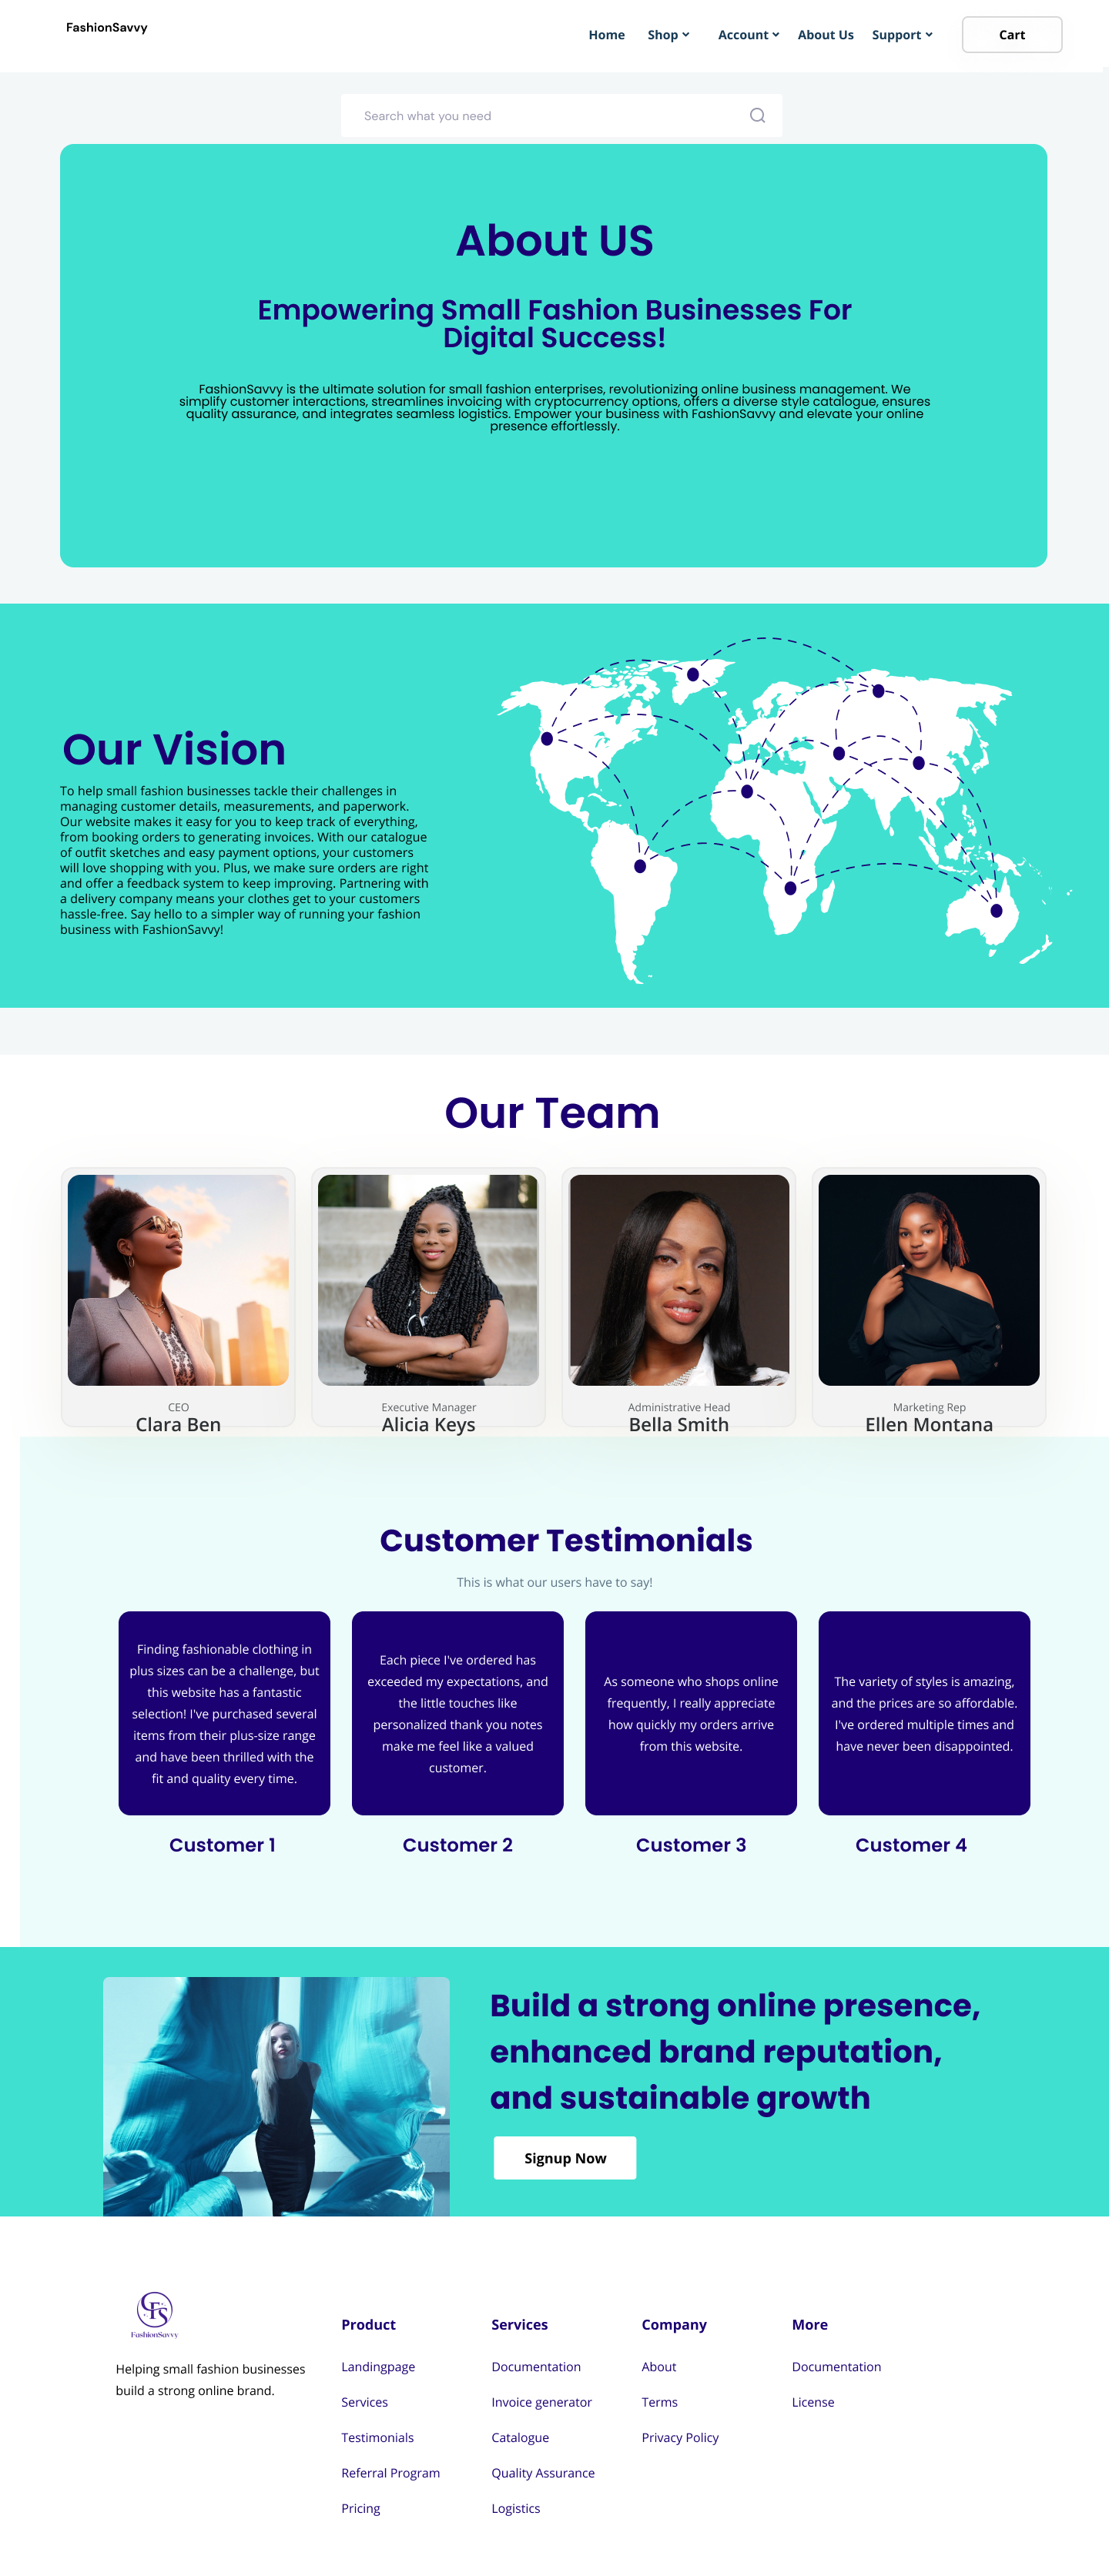 FashionSavvy
Home Shop Account About Us Support Cart
Search what you need
About US
Empowering Small Fashion Businesses For
Digital Success!
FashionSavvy is the ultimate solution for small fashion enterprises, revolutionizing online business management. We
simplify customer interactions, streamlines invoicing with cryptocurrency options, offers a diverse style catalogue, ensures
quality assurance, and integrates seamless logistics. Empower your business with FashionSavvy and elevate your online
presence effortlessly.
Our Vision
To help small fashion businesses tackle their challenges in
managing customer details, measurements, and paperwork.
Our website makes it easy for you to keep track of everything,
from booking orders to generating invoices. With our catalogue
of outfit sketches and easy payment options, your customers
will love shopping with you. Plus, we make sure orders are right
and offer a feedback system to keep improving. Partnering with
a delivery company means your clothes get to your customers
hassle-free. Say hello to a simpler way of running your fashion
business with FashionSavvy!
Our Team
CEO
Clara Ben
Executive Manager
Alicia Keys
Administrative Head
Bella Smith
Marketing Rep
Ellen Montana
Customer Testimonials
This is what our users have to say!
Finding fashionable clothing in
plus sizes can be a challenge, but
this website has a fantastic
selection! I've purchased several
items from their plus-size range
and have been thrilled with the
fit and quality every time.
Customer 1
Each piece I've ordered has
exceeded my expectations, and
the little touches like
personalized thank you notes
make me feel like a valued
customer.
Customer 2
As someone who shops online
frequently, I really appreciate
how quickly my orders arrive
from this website.
Customer 3
The variety of styles is amazing,
and the prices are so affordable.
I've ordered multiple times and
have never been disappointed.
Customer 4
Build a strong online presence,
enhanced brand reputation,
and sustainable growth
Signup Now
CFS
FashionSavvy
Helping small fashion businesses
build a strong online brand.
Product
Landingpage
Services
Testimonials
Referral Program
Pricing
Services
Documentation
Invoice generator
Catalogue
Quality Assurance
Logistics
Company
About
Terms
Privacy Policy
More
Documentation
License